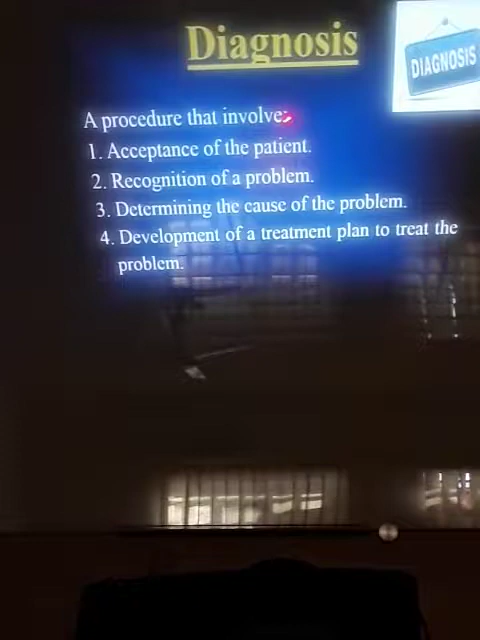 Diagnosis
DIAGNOSIS
A procedure that involves
1. Acceptance of the patient.
2. Recognition of a problem.
3. Determining the cause of the problem.
4. Development of a treatment plan to treat the
problem.